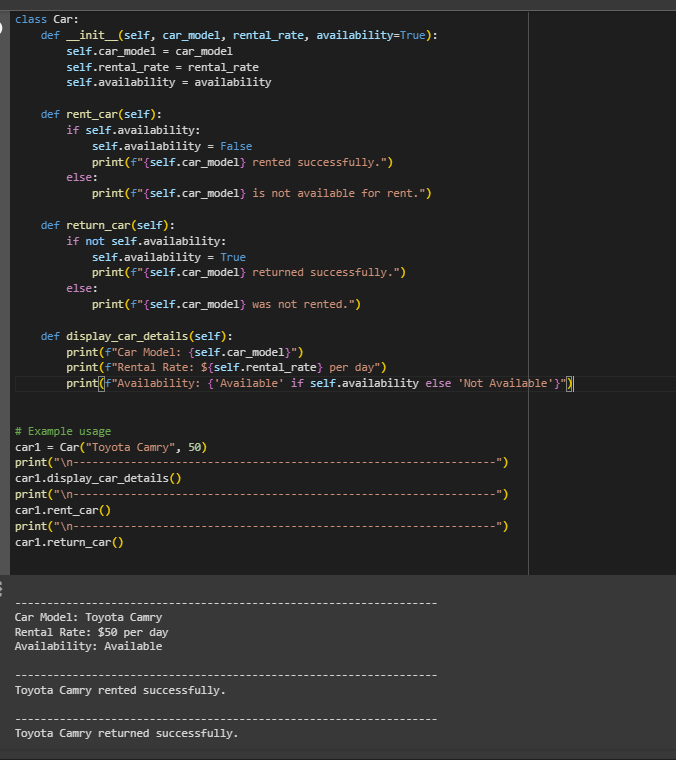 class Car:
    def __init__(self, car_model, rental_rate, availability=True):
        self.car_model = car_model
        self.rental_rate = rental_rate
        self.availability = availability

    def rent_car(self):
        if self.availability:
            self.availability = False
            print(f"{self.car_model} rented successfully.")
        else:
            print(f"{self.car_model} is not available for rent.")

    def return_car(self):
        if not self.availability:
            self.availability = True
            print(f"{self.car_model} returned successfully.")
        else:
            print(f"{self.car_model} was not rented.")

    def display_car_details(self):
        print(f"Car Model: {self.car_model}")
        print(f"Rental Rate: ${self.rental_rate} per day")
        print(f"Availability: {'Available' if self.availability else 'Not Available'}")


# Example usage
car1 = Car("Toyota Camry", 50)
print("\n------------------------------------------------------------------")
car1.display_car_details()
print("\n------------------------------------------------------------------")
car1.rent_car()
print("\n------------------------------------------------------------------")
car1.return_car()

------------------------------------------------------------------
Car Model: Toyota Camry
Rental Rate: $50 per day
Availability: Available

------------------------------------------------------------------
Toyota Camry rented successfully.

------------------------------------------------------------------
Toyota Camry returned successfully.